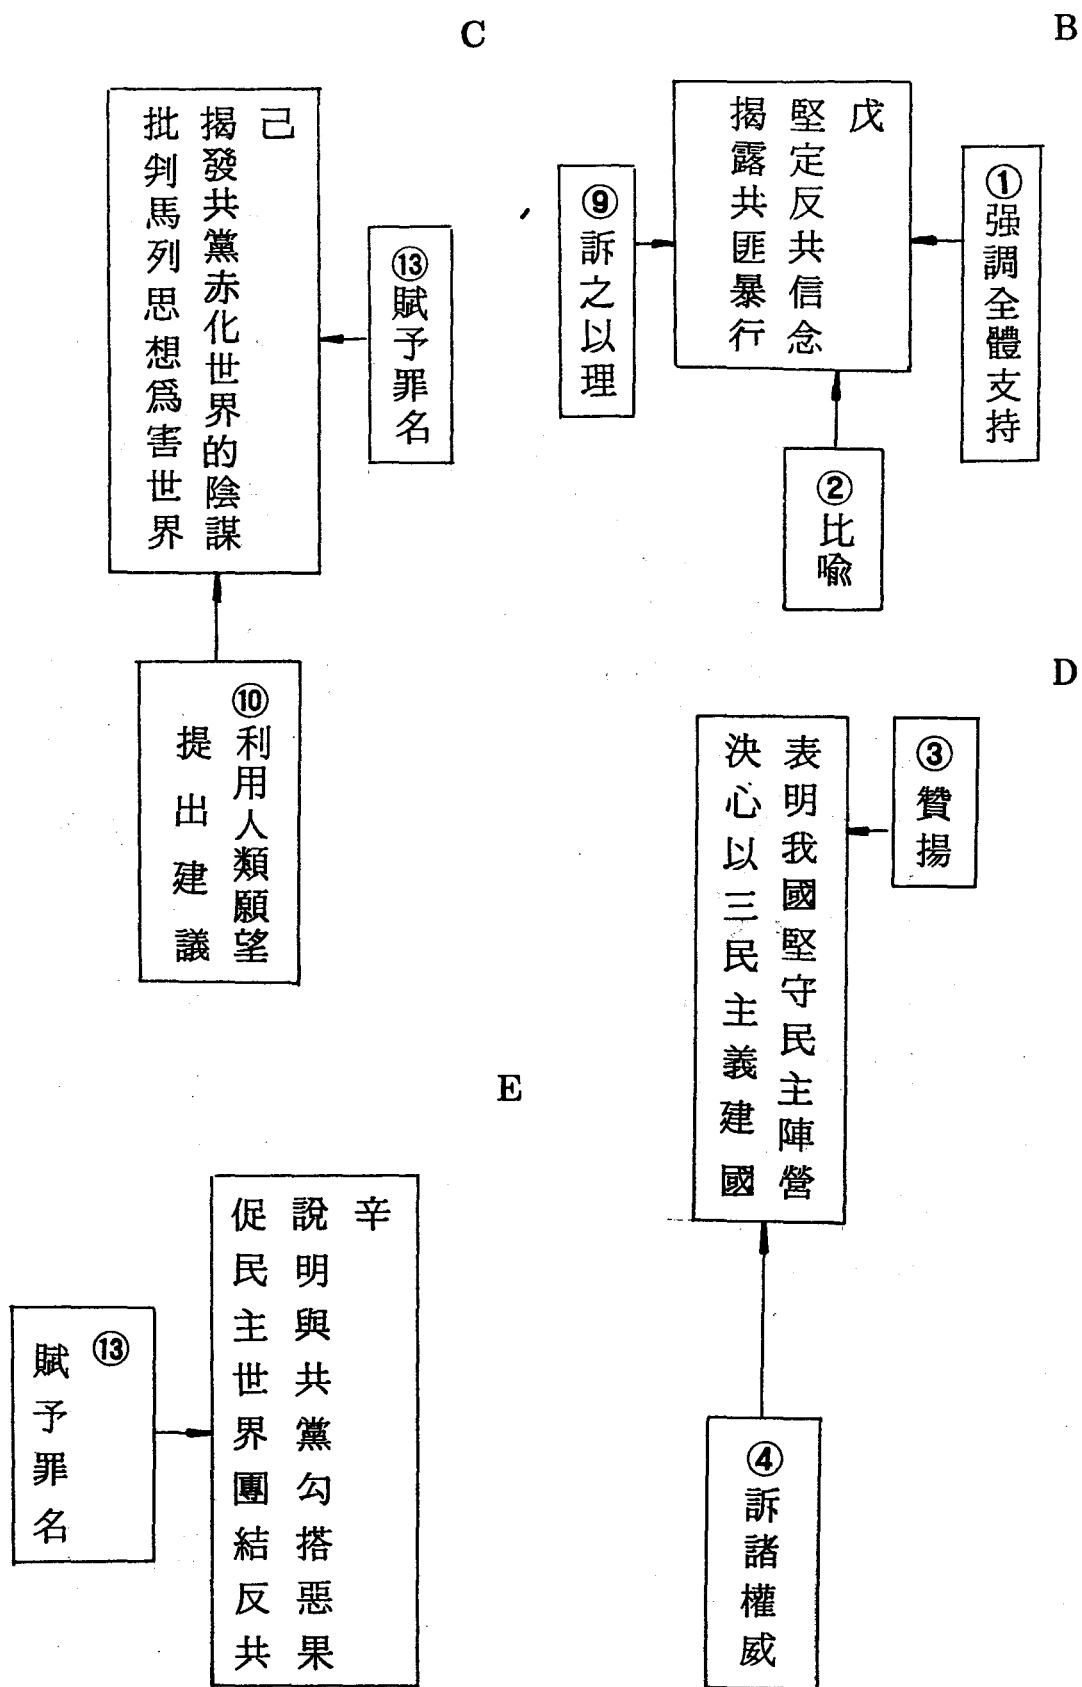 B
①强調全體支持
戊
堅定反共信念
揭露共匪暴行
⑨訴之以理
②比喻
C
⑬賦予罪名
己
揭發共黨赤化世界的陰謀
批判馬列思想爲害世界
⑩利用人類願望
提出建議
D
③贊揚
表明我國堅守民主陣營
決心以三民主義建國
④訴諸權威
E
辛
說明與共黨勾搭惡果
促民主世界團結反共
⑬
賦予罪名